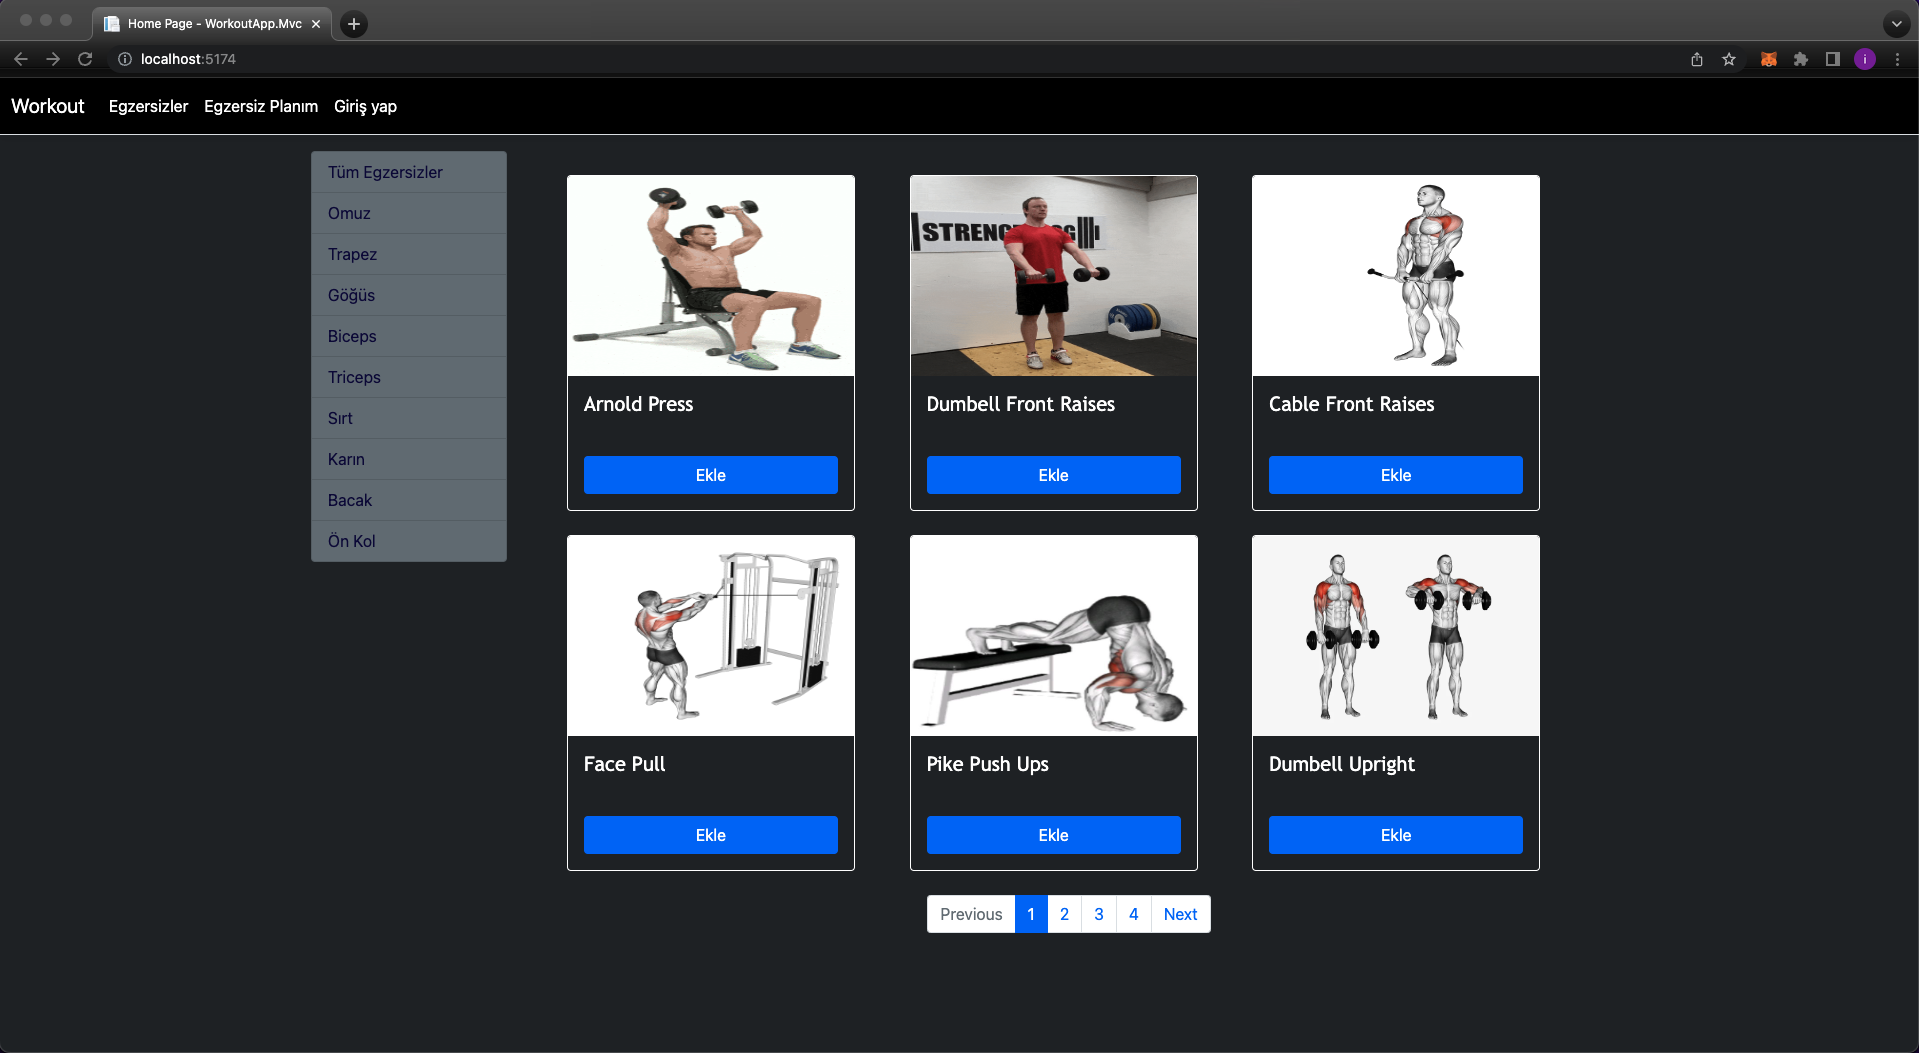 Home Page - WorkoutApp.Mvc
localhost:5174
i
Workout Egzersizler Egzersiz Planım Giriş yap
Tüm Egzersizler
Omuz
Trapez
Göğüs
Biceps
Triceps
Sırt
Karın
Bacak
Ön Kol
Arnold Press
Ekle
Dumbell Front Raises
Ekle
Cable Front Raises
Ekle
Face Pull
Ekle
Pike Push Ups
Ekle
Dumbell Upright
Ekle
Previous 1 2 3 4 Next